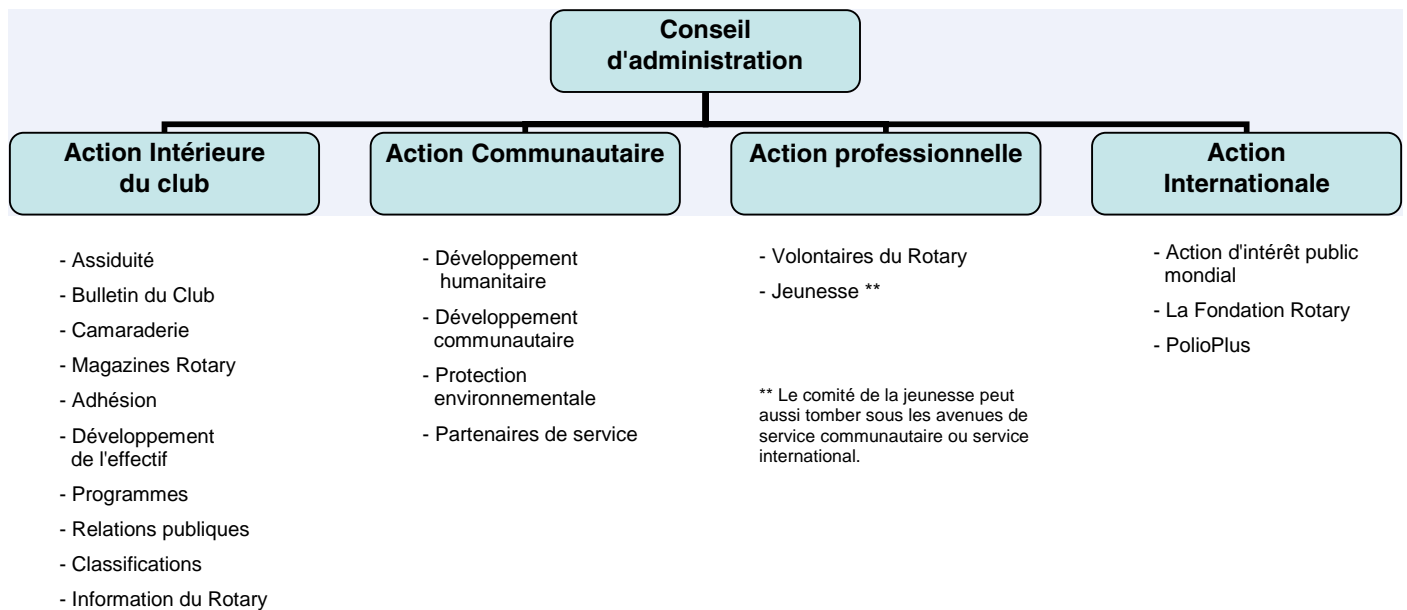 Conseil
d'administration
Action Intérieure
du club
Action Communautaire
Action professionnelle
Action
Internationale
- Assiduité
- Bulletin du Club
- Camaraderie
- Magazines Rotary
- Adhésion
- Développement
de l'effectif
- Programmes
- Relations publiques
- Classifications
- Information du Rotary
- Développement
humanitaire
- Développement
communautaire
- Protection
environnementale
- Partenaires de service
- Volontaires du Rotary
- Jeunesse **
** Le comité de la jeunesse peut
aussi tomber sous les avenues de
service communautaire ou service
international.
- Action d'intérêt public
mondial
- La Fondation Rotary
- PolioPlus